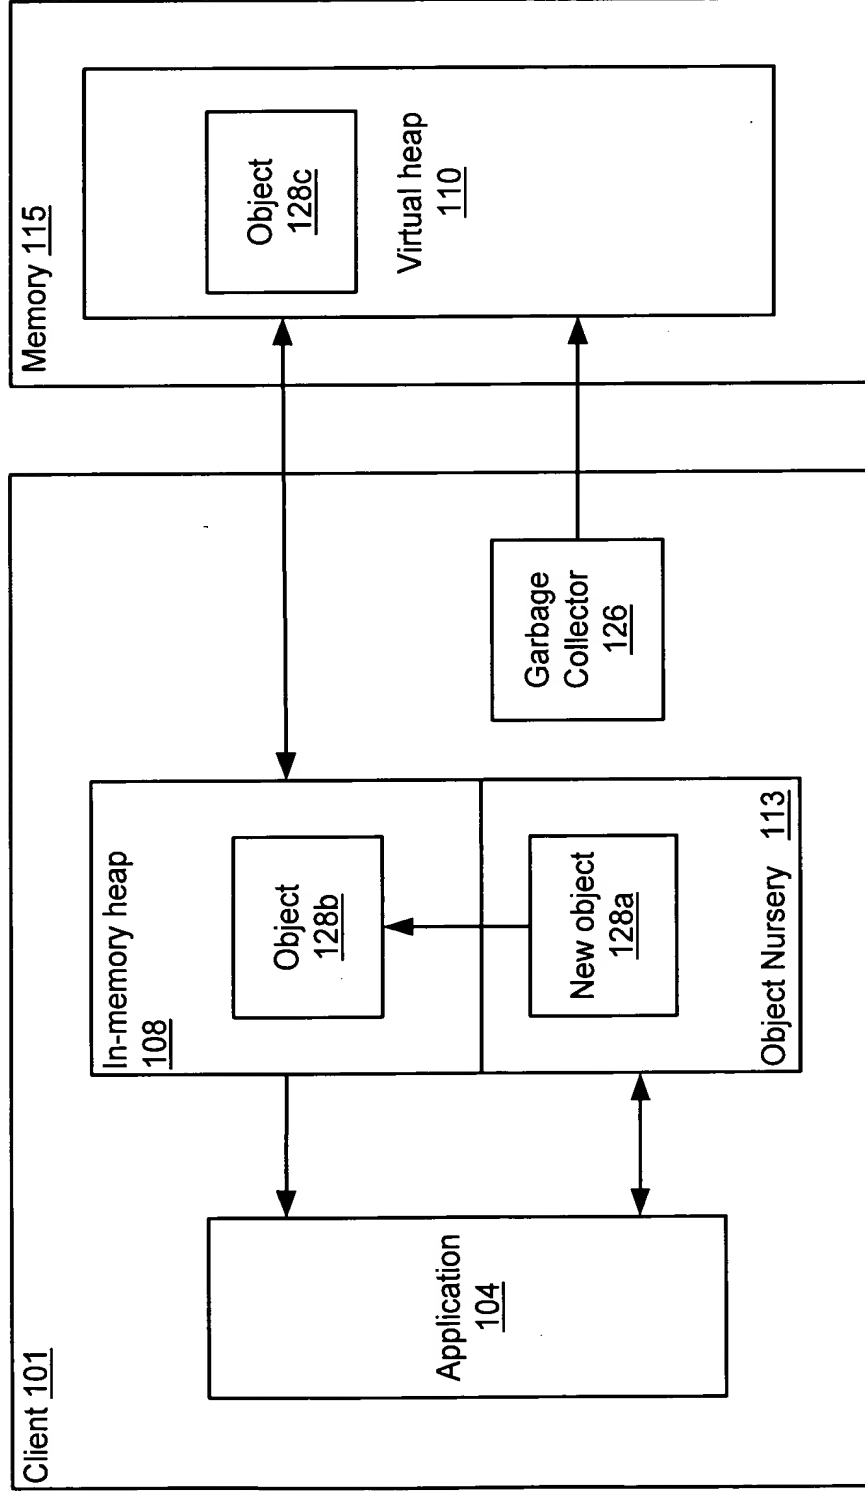 Client 101
Application
104
In-memory heap
108
Object
128b
New object
128a
Object Nursery 113
Garbage
Collector
126
Memory 115
Object
128c
Virtual heap
110